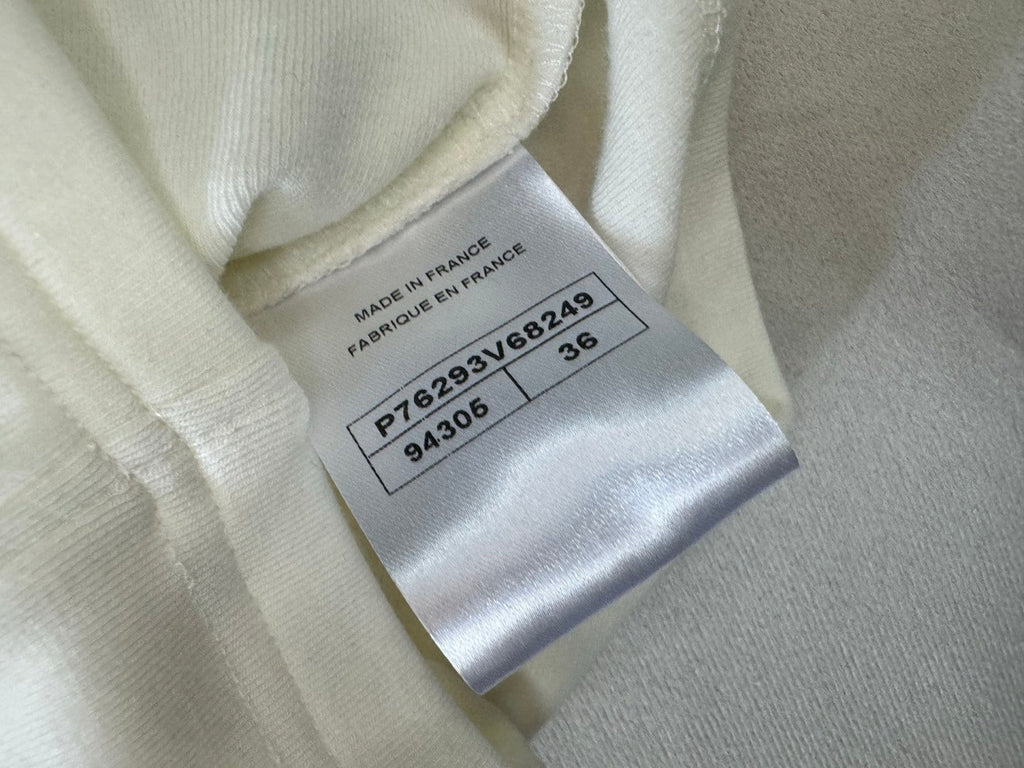 MADE IN FRANCE
FABRIQUE EN FRANCE
P76293V68249
94305 36